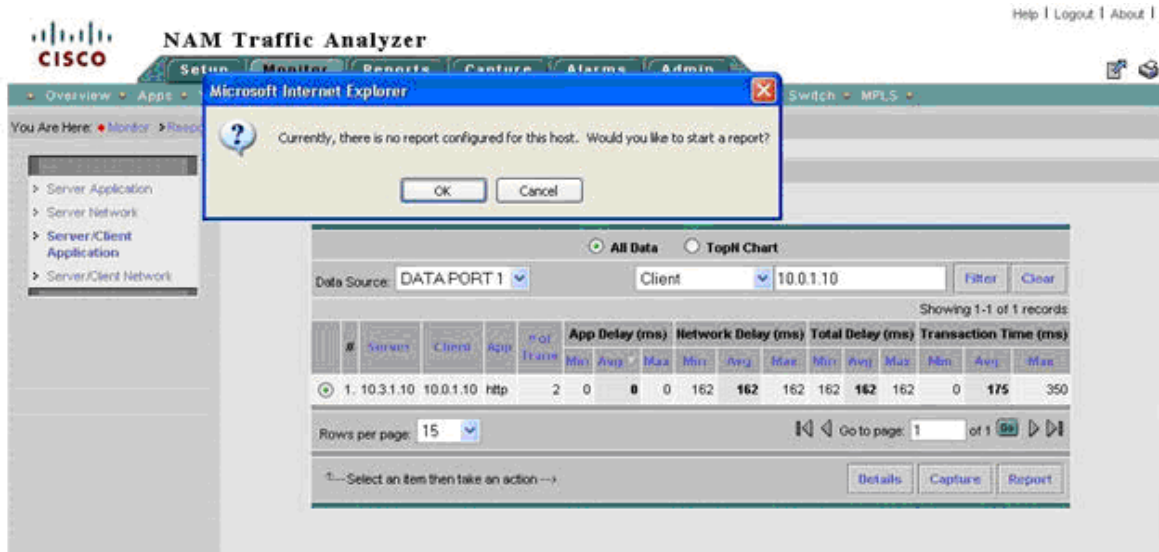 Help | Logout | About |
CISCO
NAM Traffic Analyzer
Setup Monitor Reports Capture Alarms Admin
Overview Apps Switch MPLS
You Are Here: Monitor
Microsoft Internet Explorer
Currently, there is no report configured for this host. Would you like to start a report?
OK Cancel
Server Application
Server Network
Server/Client Application
Server/Client Network
All Data TopN Chart
Data Source: DATA PORT 1 Client 10.0.1.10 Filter Clear
Showing 1-1 of 1 records
# Server Client App # of Trans App Delay (ms) Network Delay (ms) Total Delay (ms) Transaction Time (ms)
Min Avg Max Min Avg Max Min Avg Max Min Avg Max
1. 10.3.1.10 10.0.1.10 http 2 0 0 0 162 162 162 162 162 162 0 175 350
Rows per page: 15 Go to page: 1 of 1 Go
Select an item then take an action --> Details Capture Report